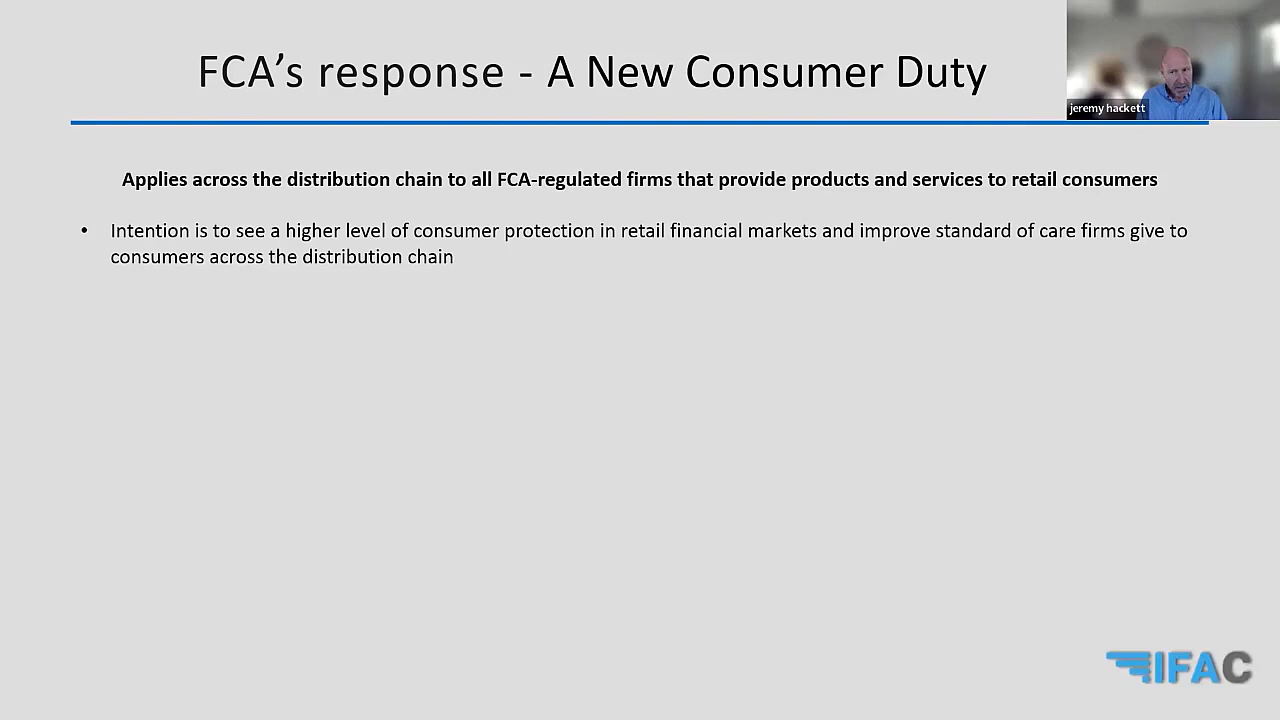 FCA’s response - A New Consumer Duty
jeremy hackett
Applies across the distribution chain to all FCA-regulated firms that provide products and services to retail consumers
• Intention is to see a higher level of consumer protection in retail financial markets and improve standard of care firms give to
consumers across the distribution chain
IFAC